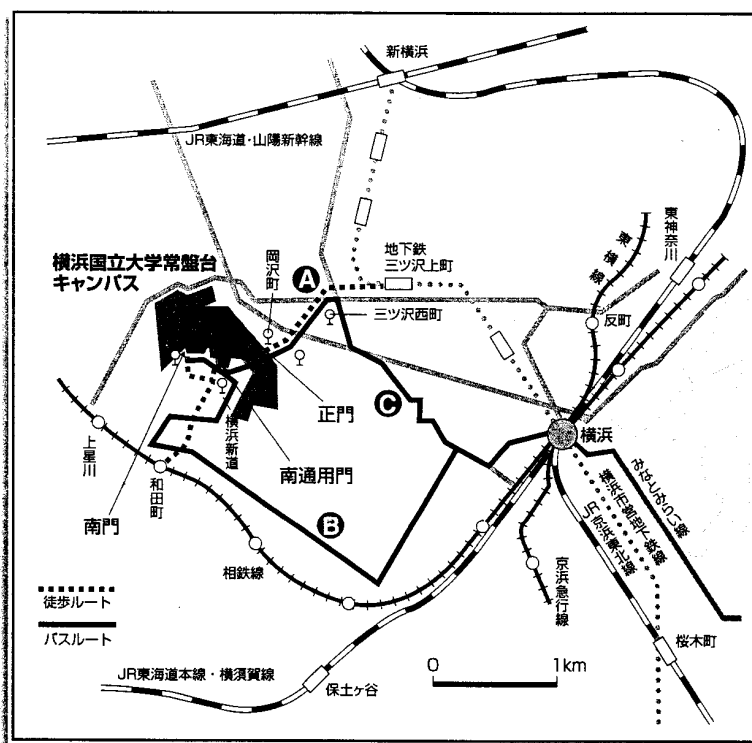 新横浜
JR東海道・山陽新幹線
東神奈川
東横線
地下鉄
三ツ沢上町
岡沢町
横浜国立大学常盤台
キャンパス
A
三ツ沢西町
反町
正門
C
横浜新道
横浜
上星川
南通用門
和田町
みなとみらい線
横浜市営地下鉄線
JR京浜東北線
南門
B
相鉄線
京浜急行線
徒歩ルート
バスルート
桜木町
0 1km
JR東海道本線・横須賀線
保土ヶ谷